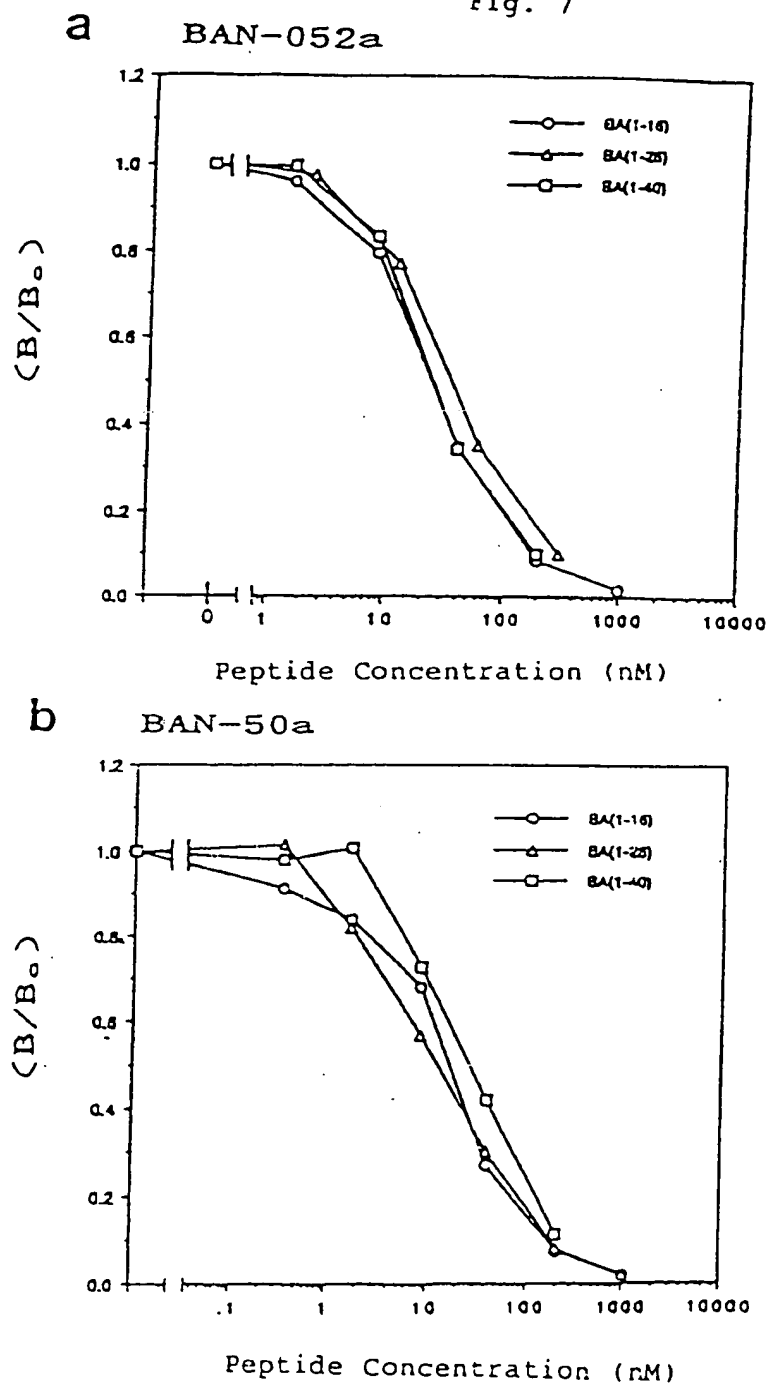 Fig. 7
a BAN-052a
1.2
1.0
0.8
0.6
0.4
0.2
0.0
(B/B₀)
BA(1-16)
BA(1-28)
BA(1-40)
0 1 10 100 1000 10000
Peptide Concentration (nM)
b BAN-50a
1.2
1.0
0.8
0.6
0.4
0.2
0.0
(B/B₀)
BA(1-16)
BA(1-28)
BA(1-40)
.1 1 10 100 1000 10000
Peptide Concentration (nM)